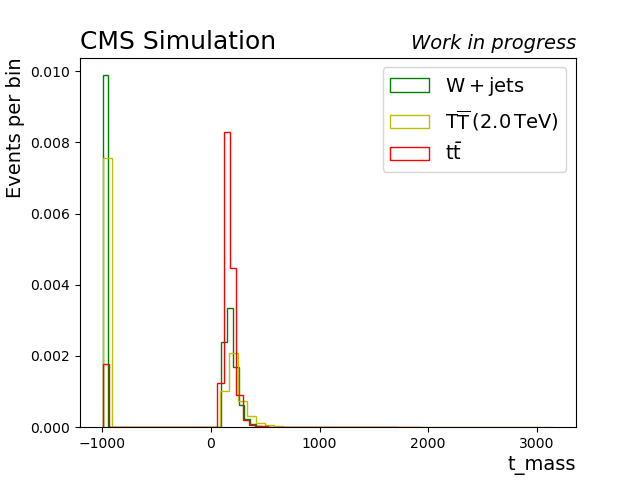 CMS Simulation Work in progress
Events per bin
0.010
0.008
0.006
0.004
0.002
0.000
W + jets
TT̅ (2.0 TeV)
tt̄
−1000 0 1000 2000 3000
t_mass